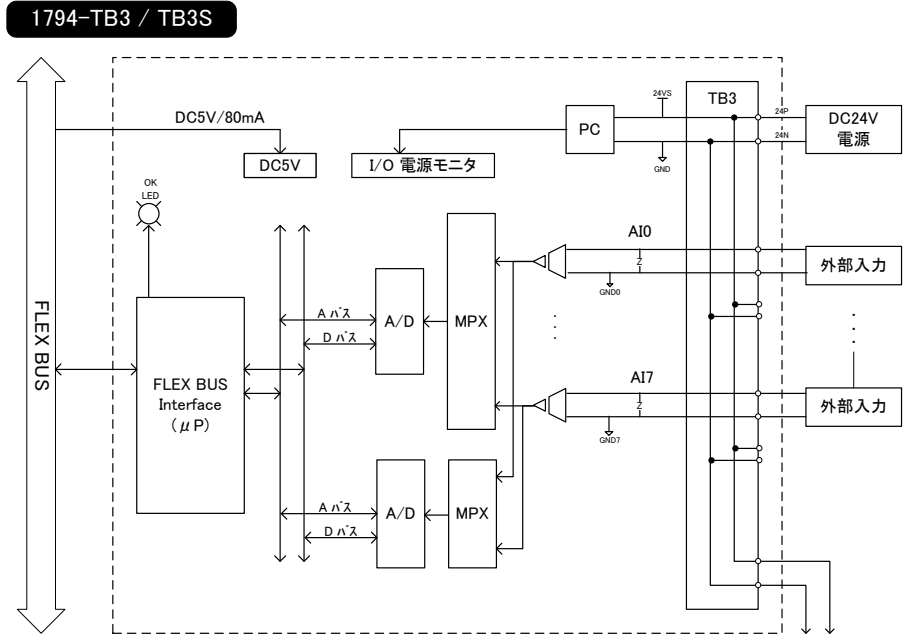 1794-TB3 / TB3S
FLEX BUS
DC5V/80mA
DC5V
I/O 電源モニタ
PC
24VS
GND
TB3
24P
24N
DC24V
電源
OK
LED
FLEX BUS
Interface
(μP)
A バス
D バス
A/D
MPX
AI0
Z
GND0
外部入力
AI7
Z
GND7
外部入力
A バス
D バス
A/D
MPX